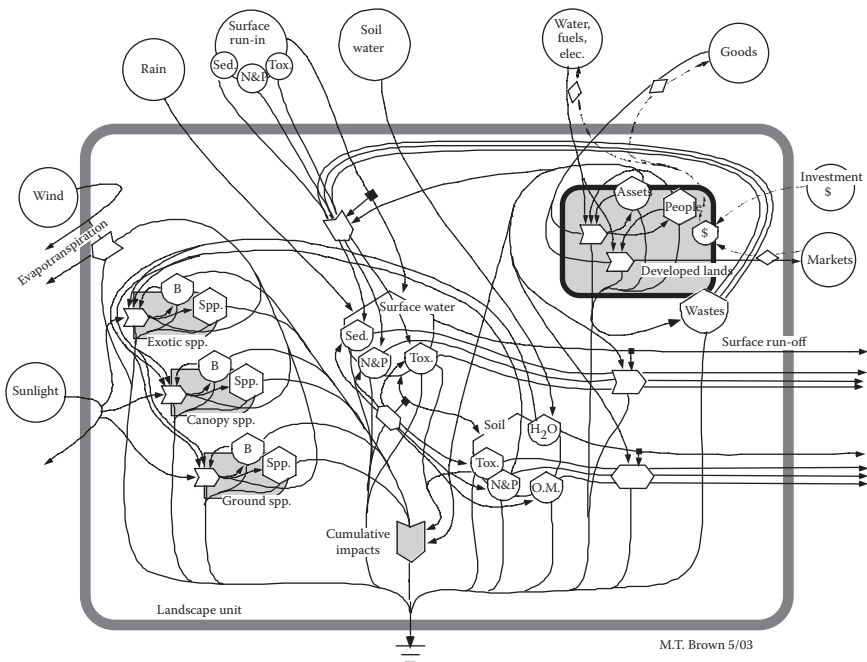 Surface
run-in
Sed.
N&P
Tox.
Soil
water
Water,
fuels,
elec.
Goods
Rain
Wind
Evapotranspiration
Investment
$
Assets
People
$
Markets
Developed lands
B
Spp.
Exotic spp.
Surface water
Sed.
N&P
Tox.
Wastes
Surface run-off
Sunlight
B
Spp.
Canopy spp.
Soil
H2O
Tox.
N&P
O.M.
B
Spp.
Ground spp.
Cumulative
impacts
Landscape unit
M.T. Brown 5/03